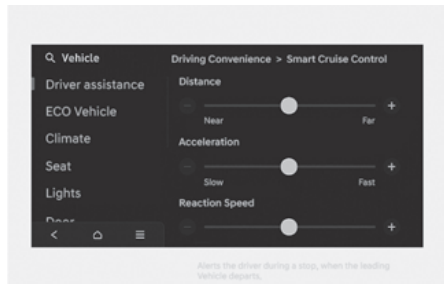 Vehicle
Driving Convenience > Smart Cruise Control
Driver assistance
ECO Vehicle
Climate
Seat
Lights
Door
Distance
Near Far
Acceleration
Slow Fast
Reaction Speed
Alerts the driver during a stop, when the leading
Vehicle departs.